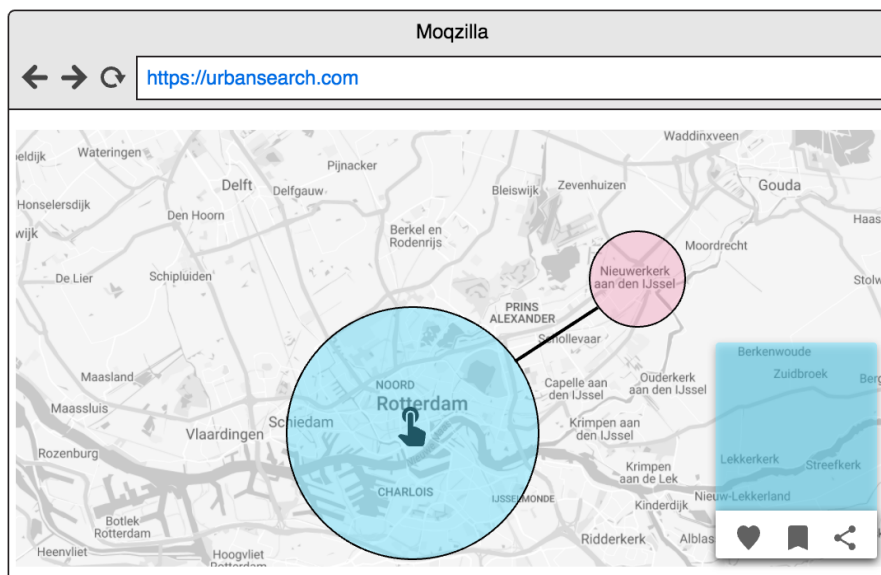 Moqzilla
https://urbansearch.com
Waddinxveen
eldijk
Wateringen
Pijnacker
Delft
Delfgauw
Bleiswijk
Zevenhuizen
Gouda
Honselersdijk
Den Hoorn
Haas
wijk
Berkel en
Rodenrijs
Moordrecht
De Lier
Schipluiden
Nieuwerkerk
aan den IJssel
Stolw
PRINS
ALEXANDER
Schollevaar
Berkenwoude
Maasland
NOORD
Capelle aan
den IJssel
Ouderkerk
aan den IJssel
Zuidbroek
Berg
Maassluis
Rotterdam
Schiedam
Vlaardingen
Krimpen aan
den IJssel
Rozenburg
Krimpen
aan de Lek
Lekkerkerk
Streefkerk
CHARLOIS
IJSSELMONDE
Nieuw-Lekkerland
Kinderdijk
Botlek
Rotterdam
Heenvliet
Hoogvliet
Rotterdam
Ridderkerk
Alblas